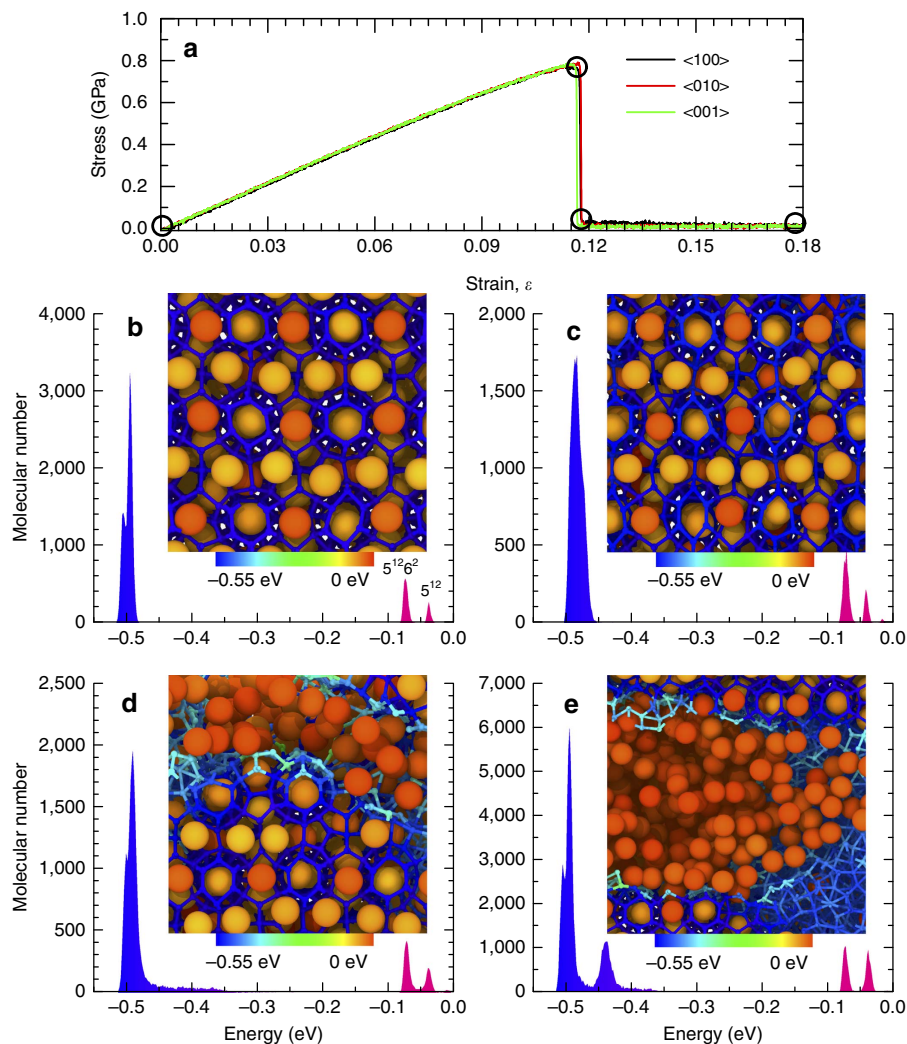 a
1.0
0.8
0.6
0.4
0.2
0.0
Stress (GPa)
<100>
<010>
<001>
0.00 0.03 0.06 0.09 0.12 0.15 0.18
Strain, ε
b
4,000
3,000
2,000
1,000
0
Molecular number
−0.55 eV 0 eV
5¹²6²
5¹²
−0.5 −0.4 −0.3 −0.2 −0.1 0.0
c
2,000
1,500
1,000
500
0
−0.55 eV 0 eV
−0.5 −0.4 −0.3 −0.2 −0.1 0.0
d
2,500
2,000
1,500
1,000
500
0
Molecular number
−0.55 eV 0 eV
−0.5 −0.4 −0.3 −0.2 −0.1 0.0
Energy (eV)
e
7,000
6,000
5,000
4,000
3,000
2,000
1,000
0
−0.55 eV 0 eV
−0.5 −0.4 −0.3 −0.2 −0.1 0.0
Energy (eV)